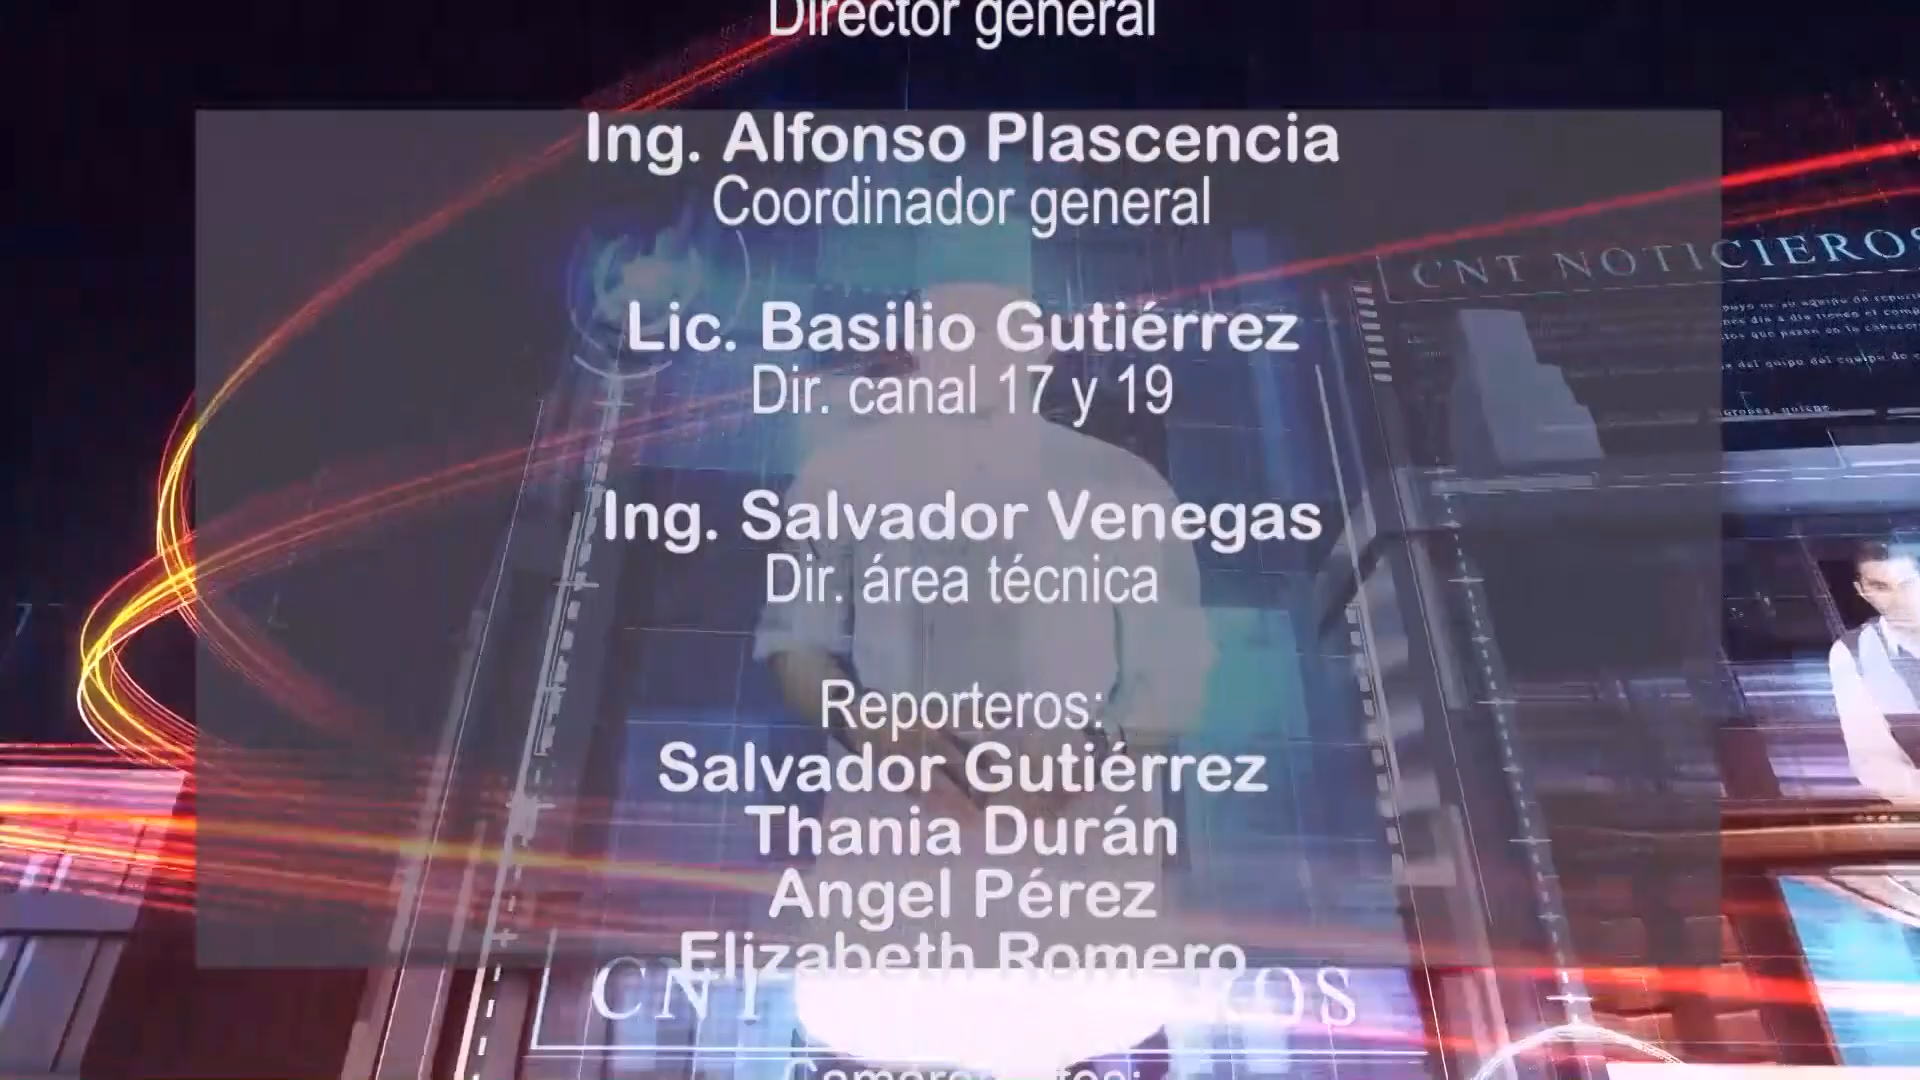 Director general
Ing. Alfonso Plascencia
Coordinador general
Lic. Basilio Gutiérrez
Dir. canal 17 y 19
Ing. Salvador Venegas
Dir. área técnica
Reporteros:
Salvador Gutiérrez
Thania Durán
Angel Pérez
Elizabeth Romero
CNT NOTICIEROS